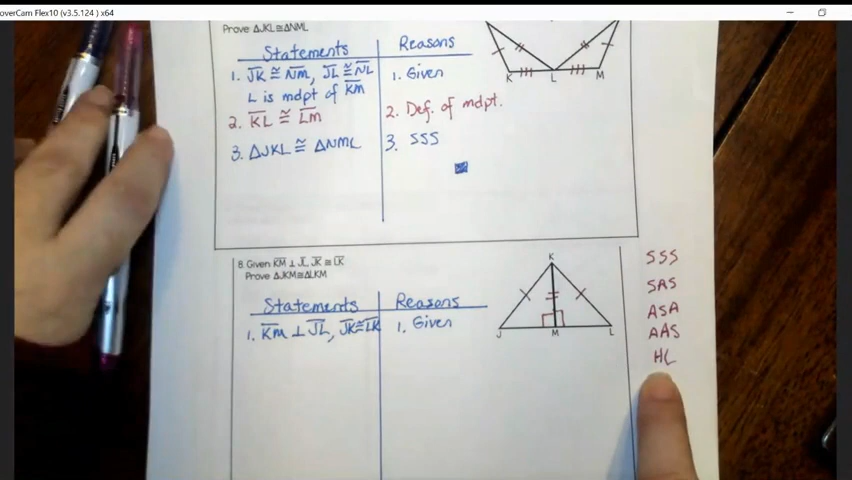 overCam Flex10 (v3.5.124 ) x64
Prove ΔJKL≅ΔNML
Statements Reasons
1. JK ≅ NM, JL ≅ NL 1. Given
L is mdpt of KM
2. KL ≅ LM 2. Def. of mdpt.
3. ΔJKL ≅ ΔNML 3. SSS
K L M
8. Given KM ⊥ JL, JK ≅ LK
Prove ΔJKM≅ΔLKM
Statements Reasons
1. KM ⊥ JL, JK≅LK 1. Given
K
J M L
SSS
SAS
ASA
AAS
HL